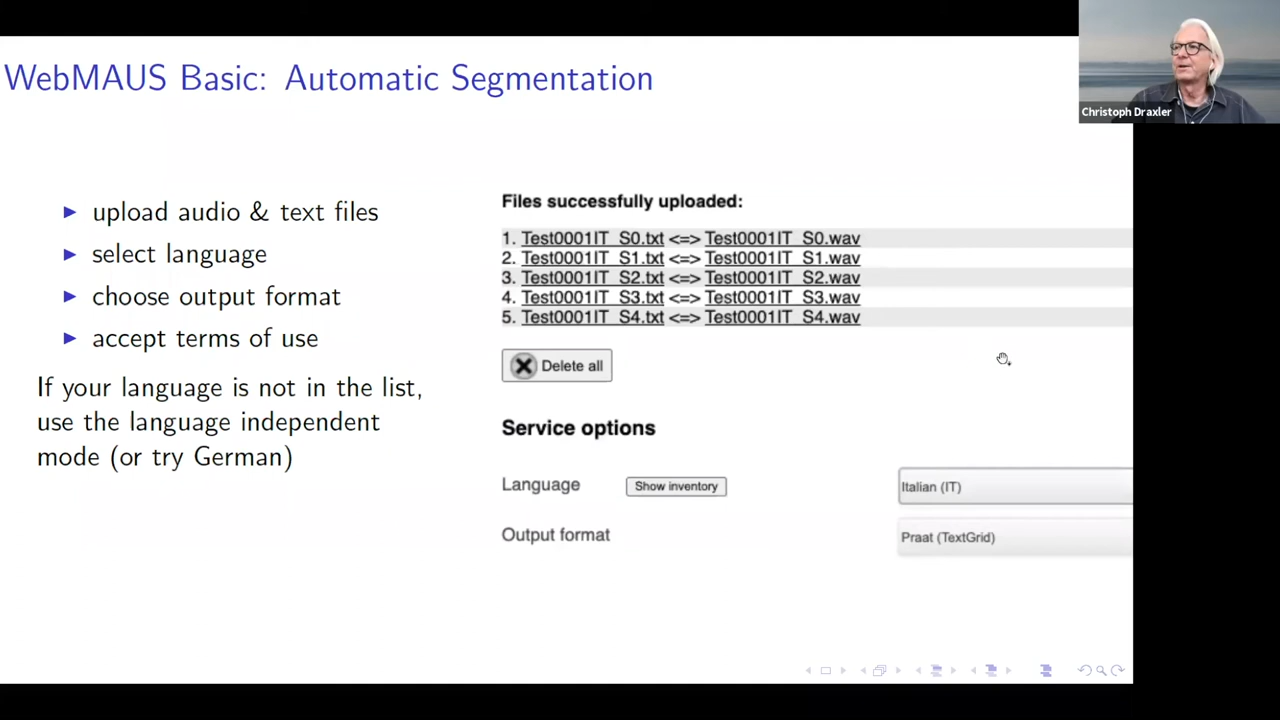 WebMAUS Basic: Automatic Segmentation
Christoph Draxler
upload audio & text files
select language
choose output format
accept terms of use
If your language is not in the list,
use the language independent
mode (or try German)
Files successfully uploaded:
1. Test0001IT_S0.txt <=> Test0001IT_S0.wav
2. Test0001IT_S1.txt <=> Test0001IT_S1.wav
3. Test0001IT_S2.txt <=> Test0001IT_S2.wav
4. Test0001IT_S3.txt <=> Test0001IT_S3.wav
5. Test0001IT_S4.txt <=> Test0001IT_S4.wav
Delete all
Service options
Language Show inventory Italian (IT)
Output format Praat (TextGrid)